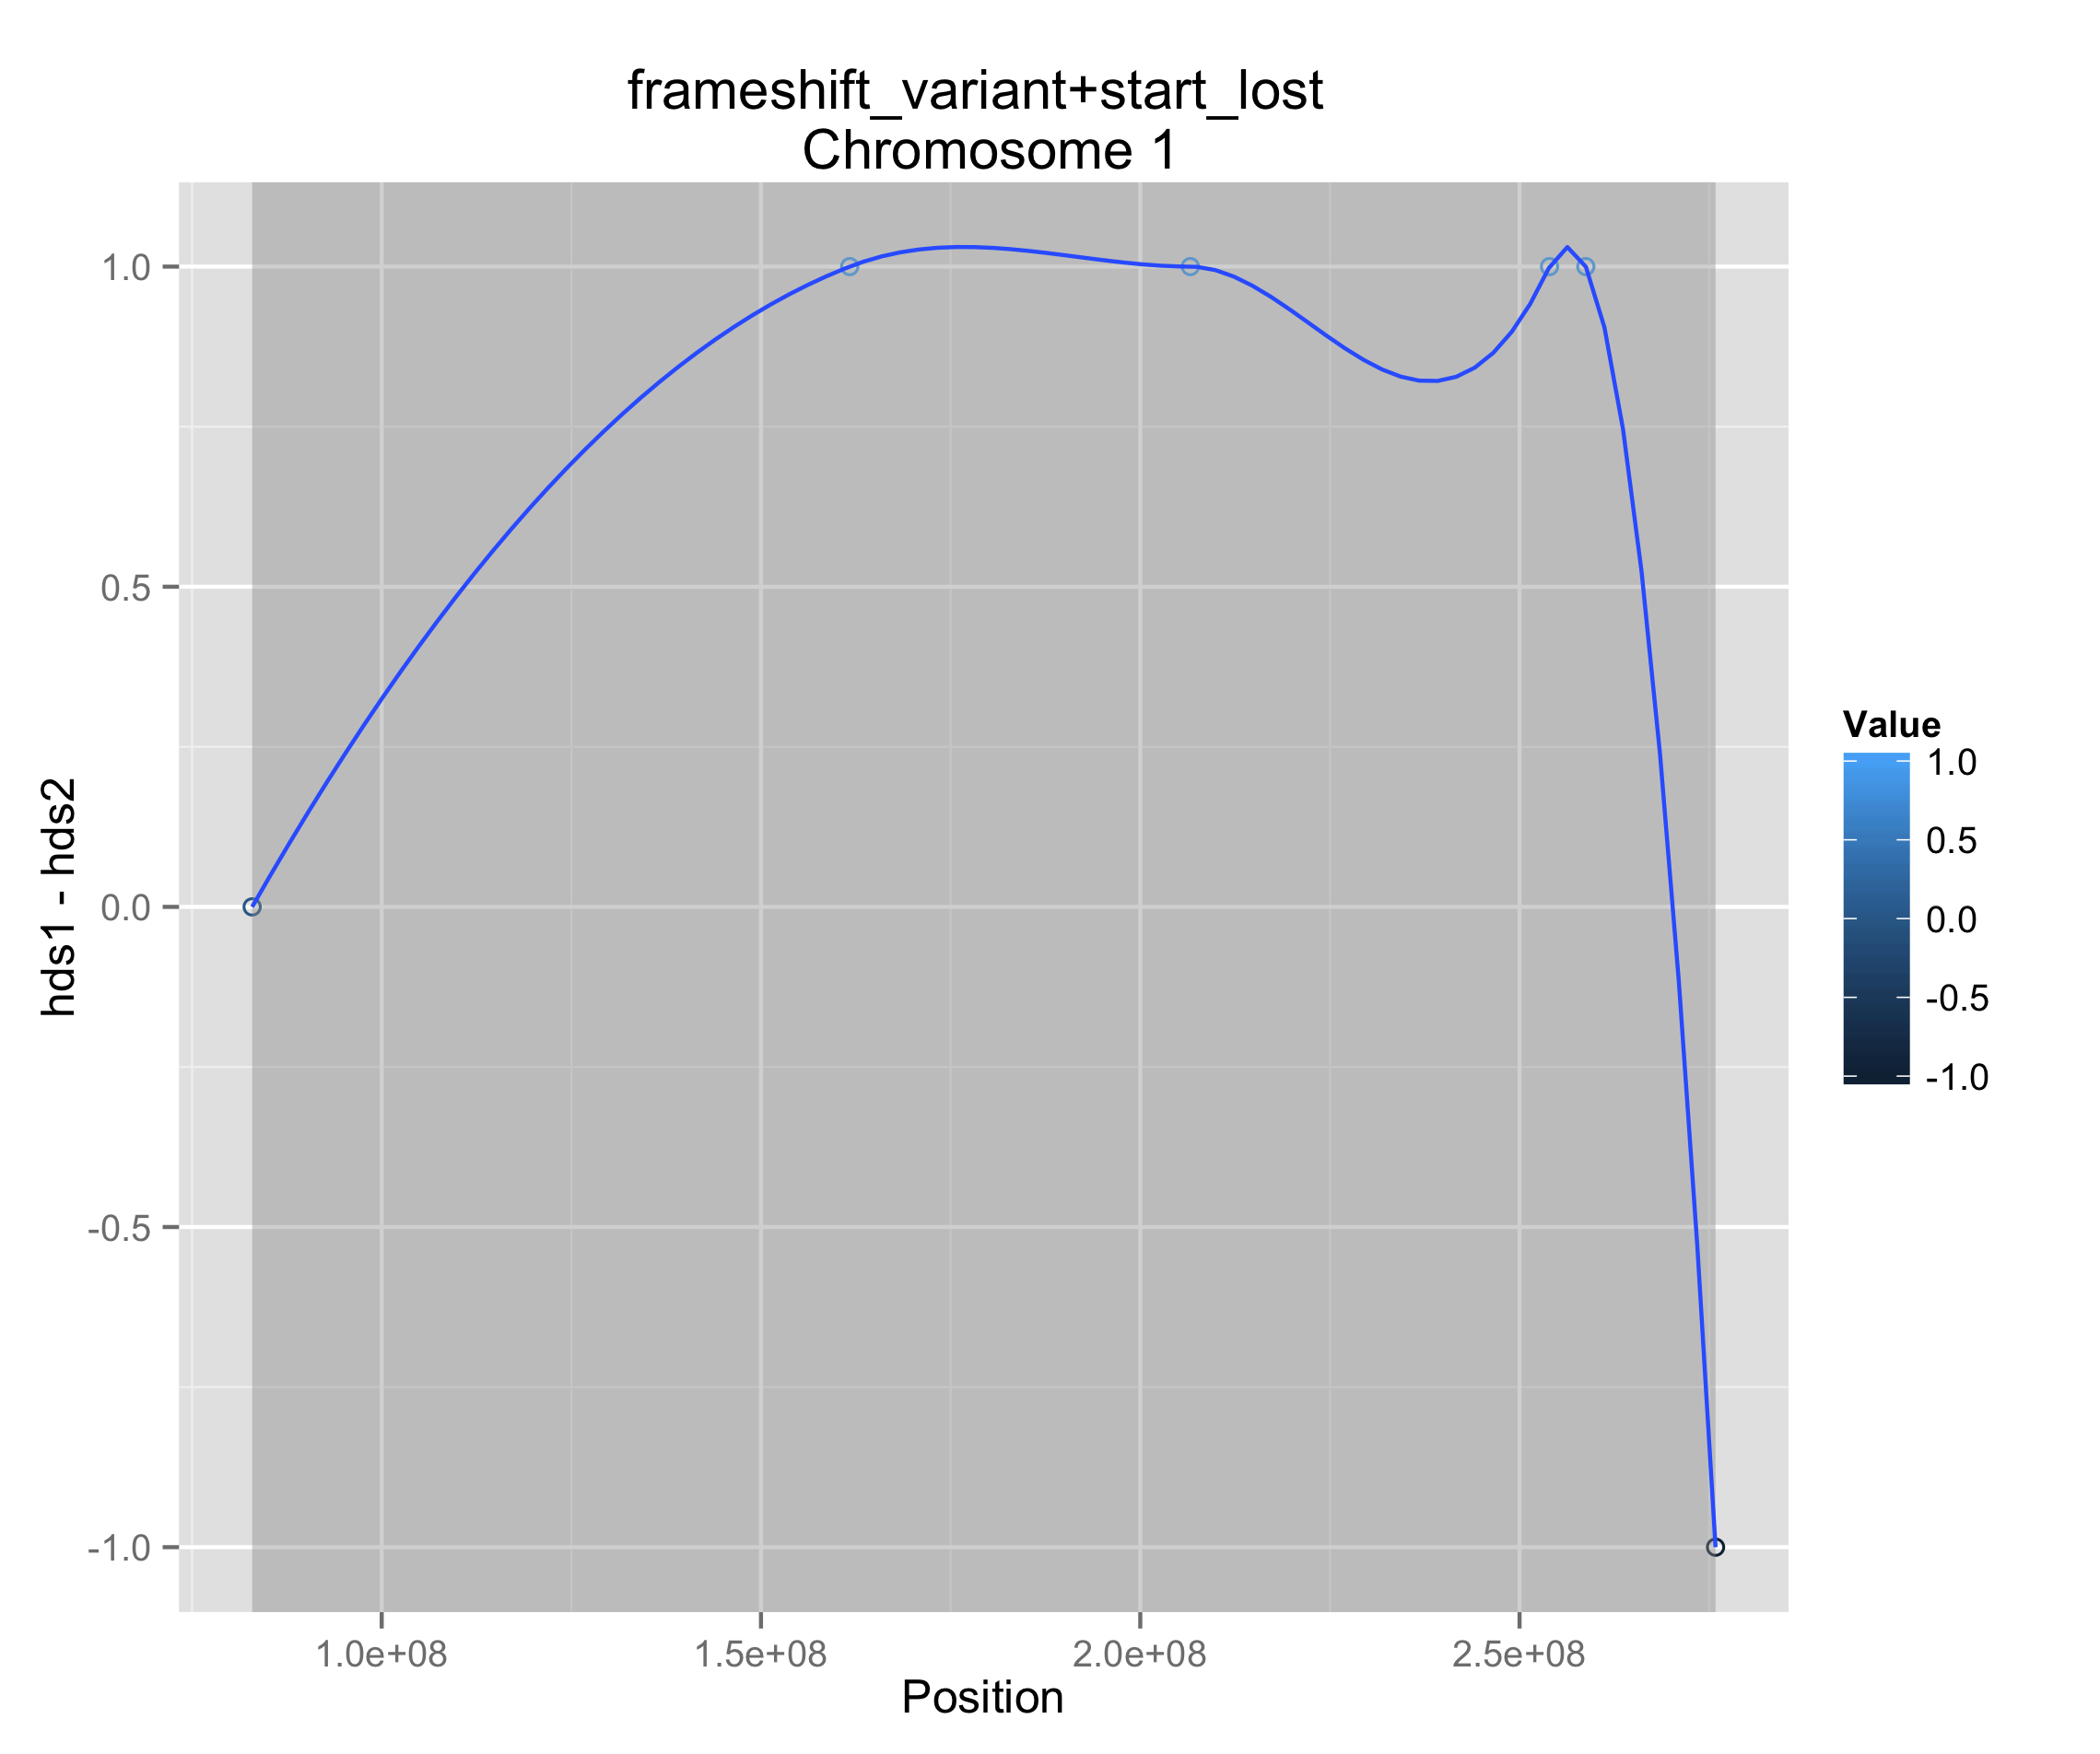 frameshift_variant+start_lost
Chromosome 1
1.0
0.5
0.0
-0.5
-1.0
hds1 - hds2
1.0e+08
1.5e+08
2.0e+08
2.5e+08
Position
Value
1.0
0.5
0.0
-0.5
-1.0